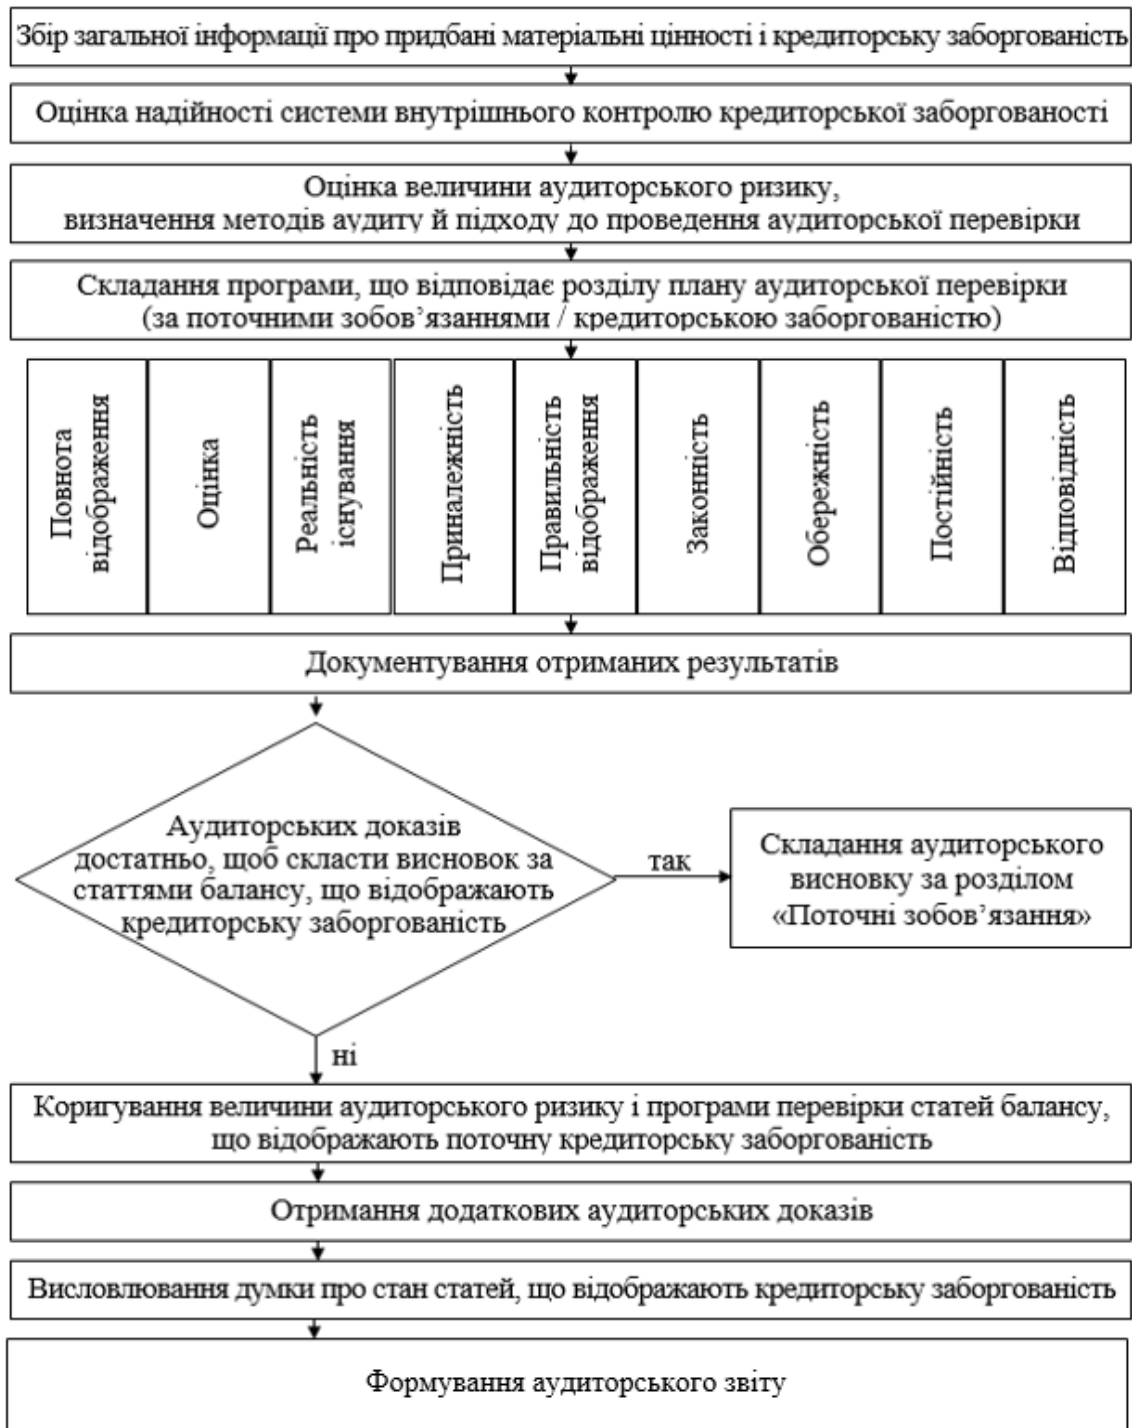 Збір загальної інформації про придбані матеріальні цінності і кредиторську заборгованість
Оцінка надійності системи внутрішнього контролю кредиторської заборгованості
Оцінка величини аудиторського ризику,
визначення методів аудиту й підходу до проведення аудиторської перевірки
Складання програми, що відповідає розділу плану аудиторської перевірки
(за поточними зобов’язаннями / кредиторською заборгованістю)
Повнота
відображення
Оцінка
Реальність
існування
Приналежність
Правильність
відображення
Законність
Обережність
Постійність
Відповідність
Документування отриманих результатів
Аудиторських доказів
достатньо, щоб скласти висновок за
статтями балансу, що відображають
кредиторську заборгованість
так
Складання аудиторського
висновку за розділом
«Поточні зобов’язання»
ні
Коригування величини аудиторського ризику і програми перевірки статей балансу,
що відображають поточну кредиторську заборгованість
Отримання додаткових аудиторських доказів
Висловлювання думки про стан статей, що відображають кредиторську заборгованість
Формування аудиторського звіту